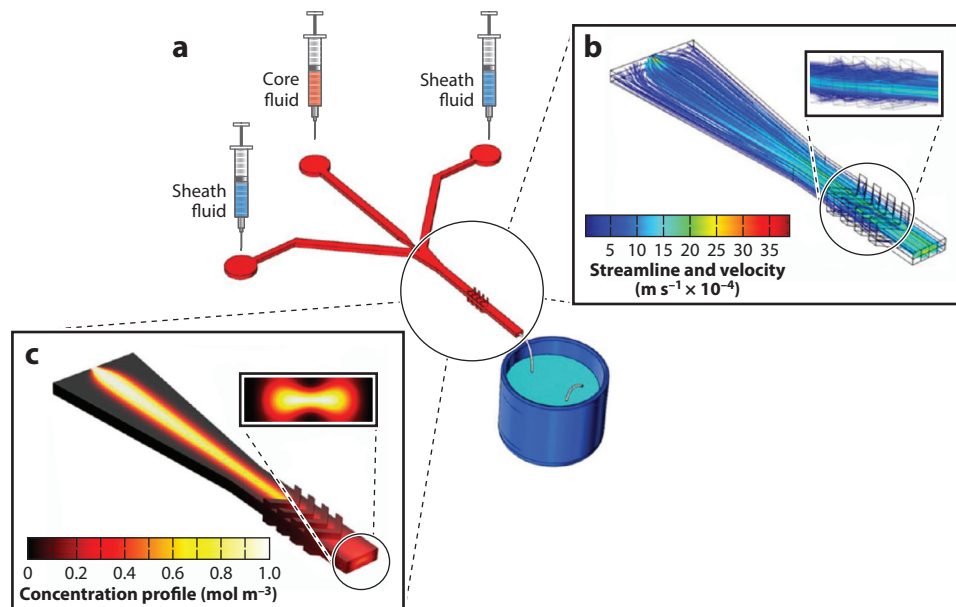 a
Core
fluid
Sheath
fluid
Sheath
fluid
b
5 10 15 20 25 30 35
Streamline and velocity
(m s⁻¹ × 10⁻⁴)
c
0 0.2 0.4 0.6 0.8 1.0
Concentration profile (mol m⁻³)